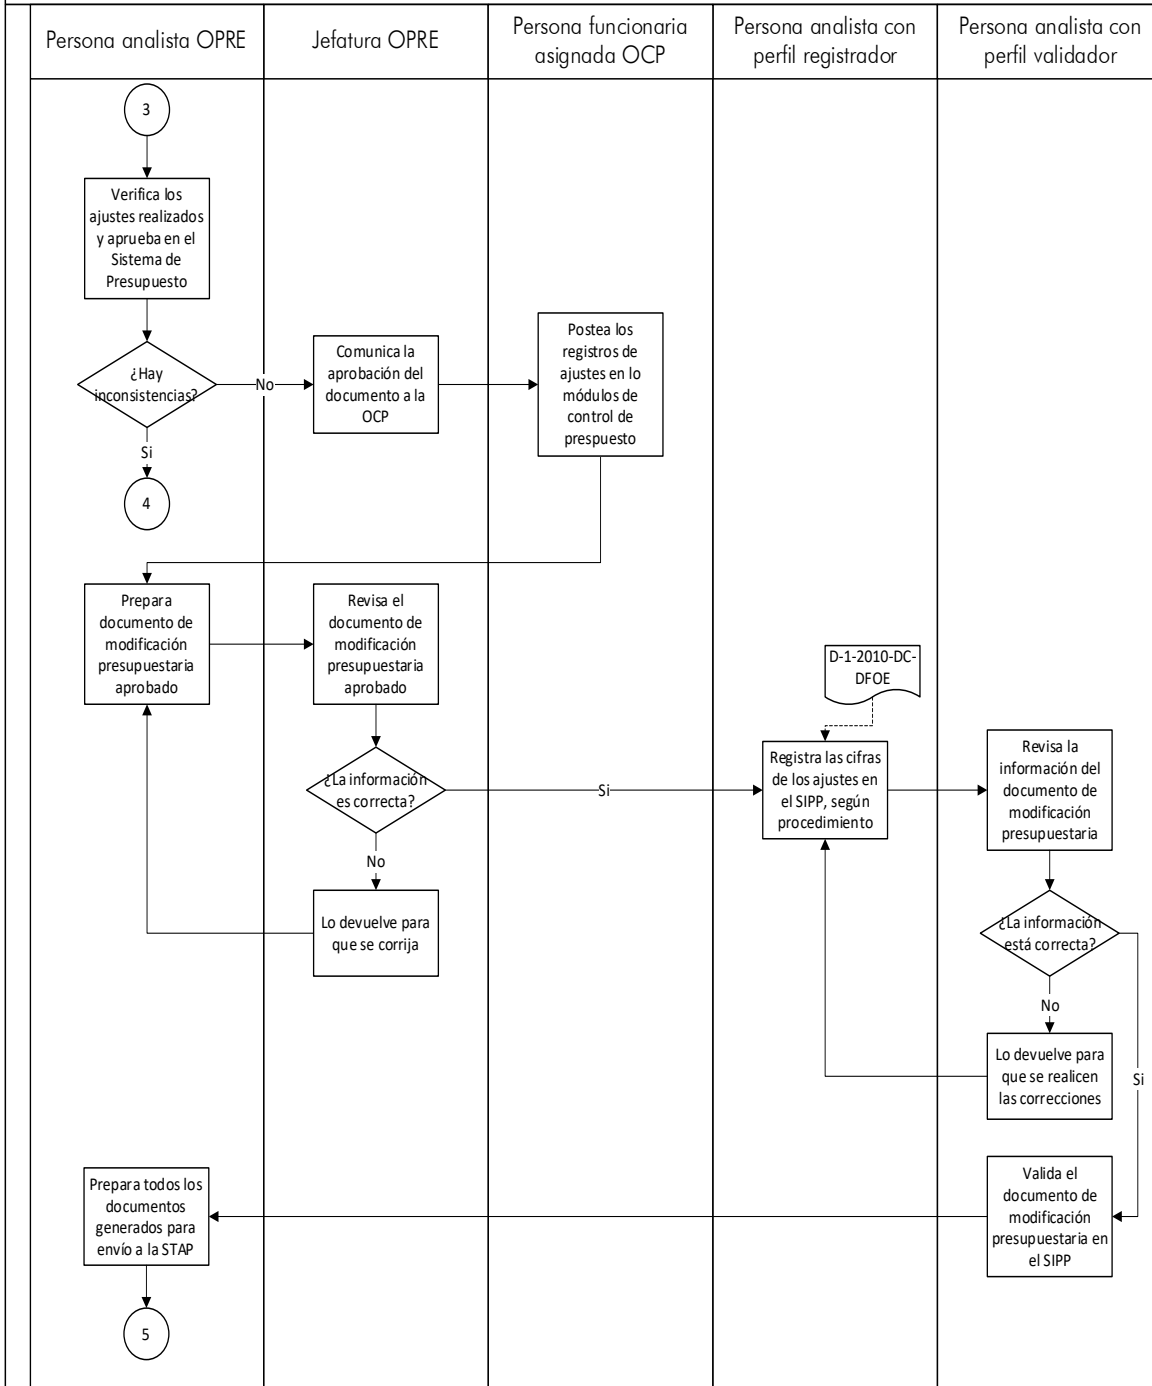 Persona analista OPRE
Jefatura OPRE
Persona funcionaria
asignada OCP
Persona analista con
perfil registrador
Persona analista con
perfil validador
3
Verifica los
ajustes realizados
y aprueba en el
Sistema de
Presupuesto
¿Hay
inconsistencias?
No
Comunica la
aprobación del
documento a la
OCP
Postea los
registros de
ajustes en lo
módulos de
control de
prespuesto
Si
4
Prepara
documento de
modificación
presupuestaria
aprobado
Revisa el
documento de
modificación
presupuestaria
aprobado
D-1-2010-DC-
DFOE
¿La información
es correcta?
Si
Registra las cifras
de los ajustes en
el SIPP, según
procedimiento
Revisa la
información del
documento de
modificación
presupuestaria
No
Lo devuelve para
que se corrija
¿La información
está correcta?
No
Lo devuelve para
que se realicen
las correcciones
Si
Valida el
documento de
modificación
presupuestaria en
el SIPP
Prepara todos los
documentos
generados para
envío a la STAP
5